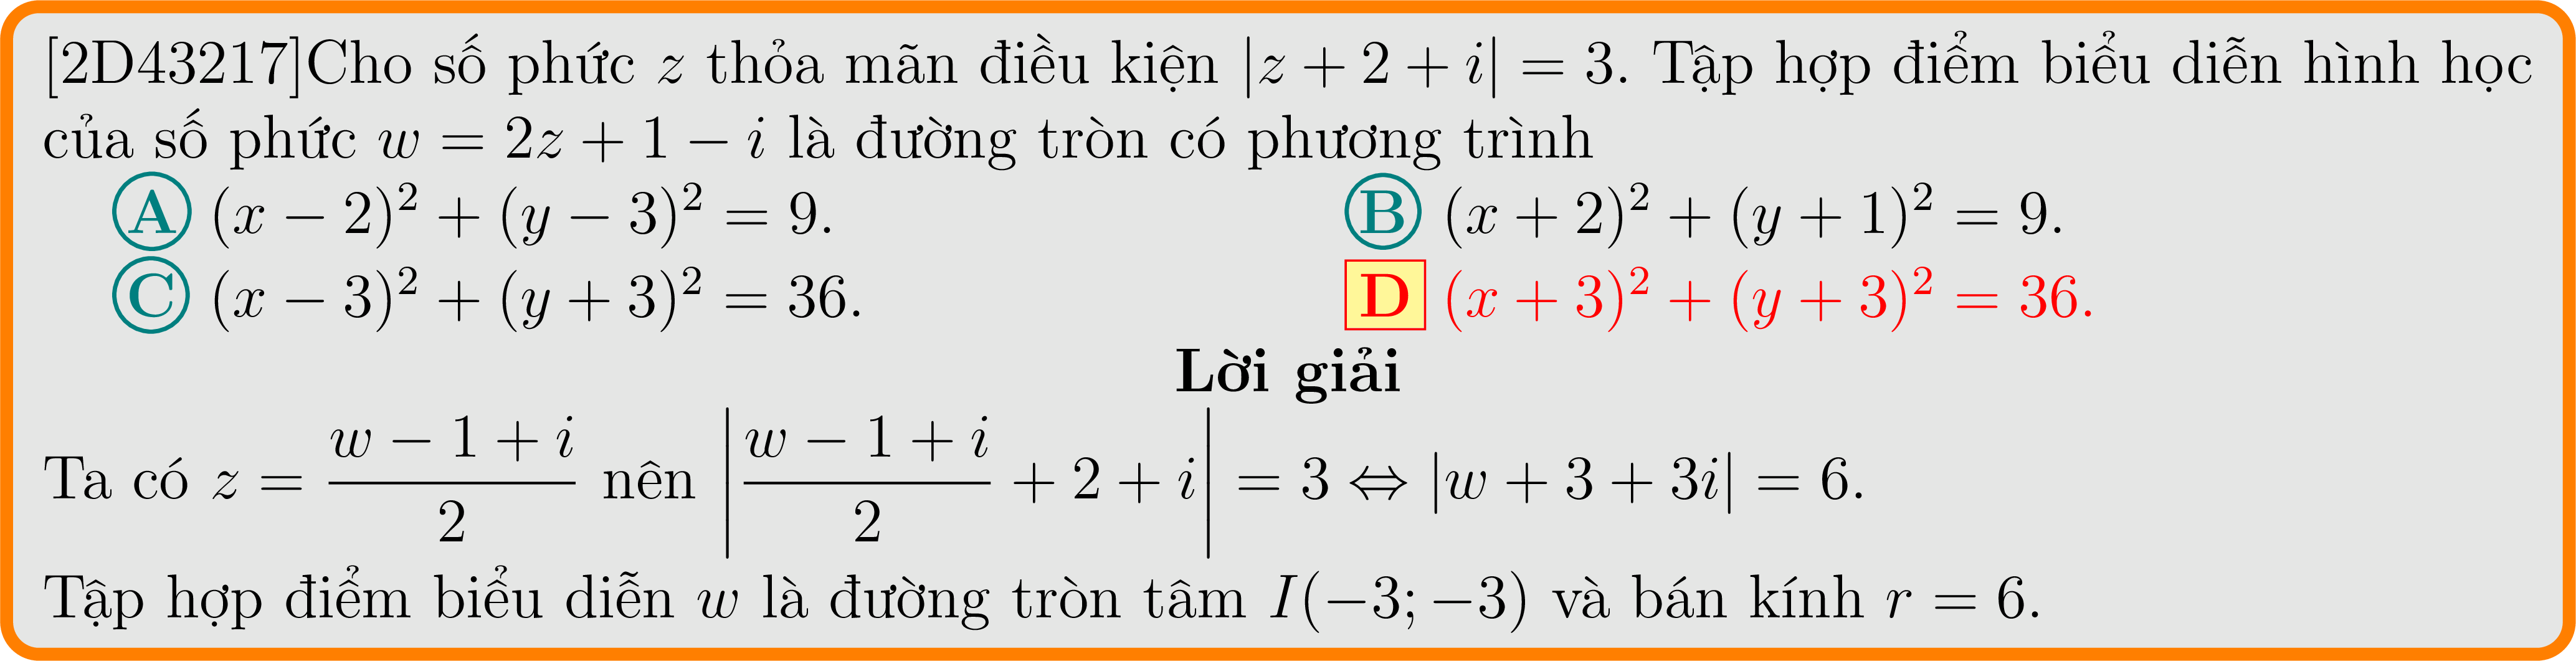 [2D43217]Cho số phức z thỏa mãn điều kiện |z + 2 + i| = 3. Tập hợp điểm biểu diễn hình học
của số phức w = 2z + 1 − i là đường tròn có phương trình
A (x − 2)² + (y − 3)² = 9. B (x + 2)² + (y + 1)² = 9.
C (x − 3)² + (y + 3)² = 36. D (x + 3)² + (y + 3)² = 36.
Lời giải
Ta có z = \frac{w − 1 + i}{2} nên \left|\frac{w − 1 + i}{2} + 2 + i\right| = 3 ⇔ |w + 3 + 3i| = 6.
Tập hợp điểm biểu diễn w là đường tròn tâm I(−3; −3) và bán kính r = 6.